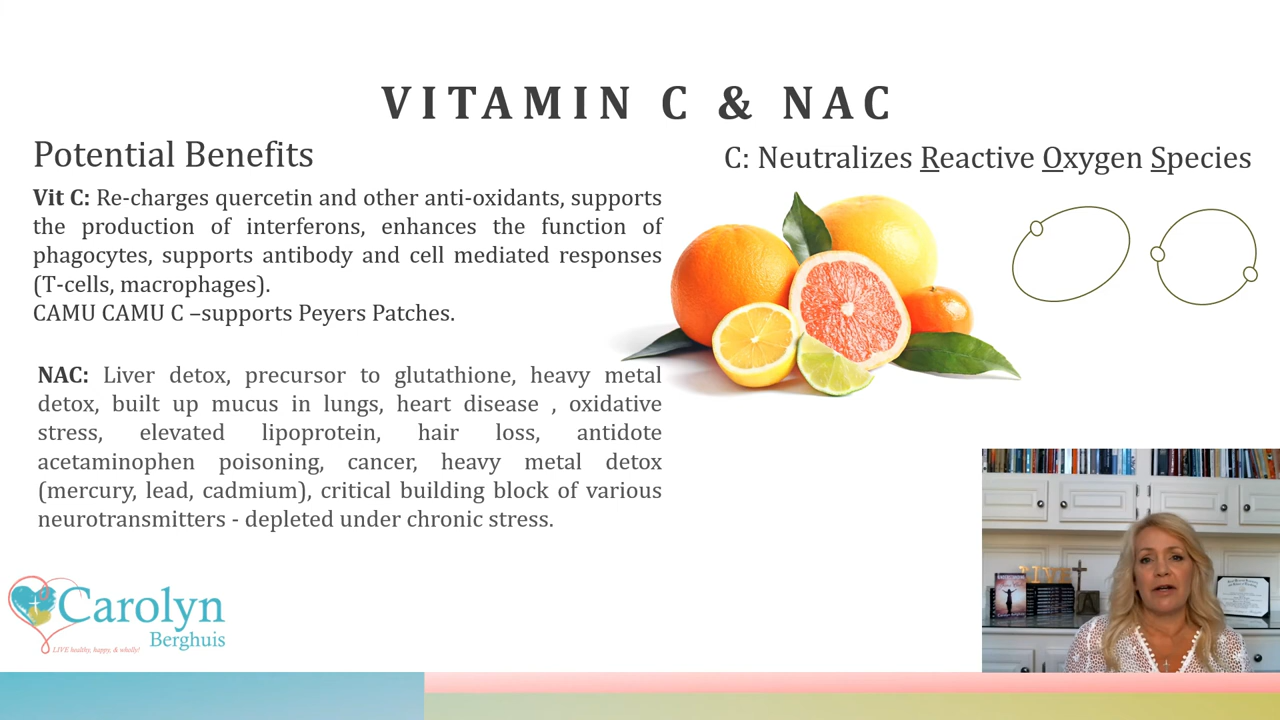 VITAMIN C & NAC
Potential Benefits
C: Neutralizes Reactive Oxygen Species
Vit C: Re-charges quercetin and other anti-oxidants, supports
the production of interferons, enhances the function of
phagocytes, supports antibody and cell mediated responses
(T-cells, macrophages).
CAMU CAMU C –supports Peyers Patches.
NAC: Liver detox, precursor to glutathione, heavy metal
detox, built up mucus in lungs, heart disease , oxidative
stress, elevated lipoprotein, hair loss, antidote
acetaminophen poisoning, cancer, heavy metal detox
(mercury, lead, cadmium), critical building block of various
neurotransmitters - depleted under chronic stress.
Carolyn
Berghuis
LIVE healthy, happy, & wholly!